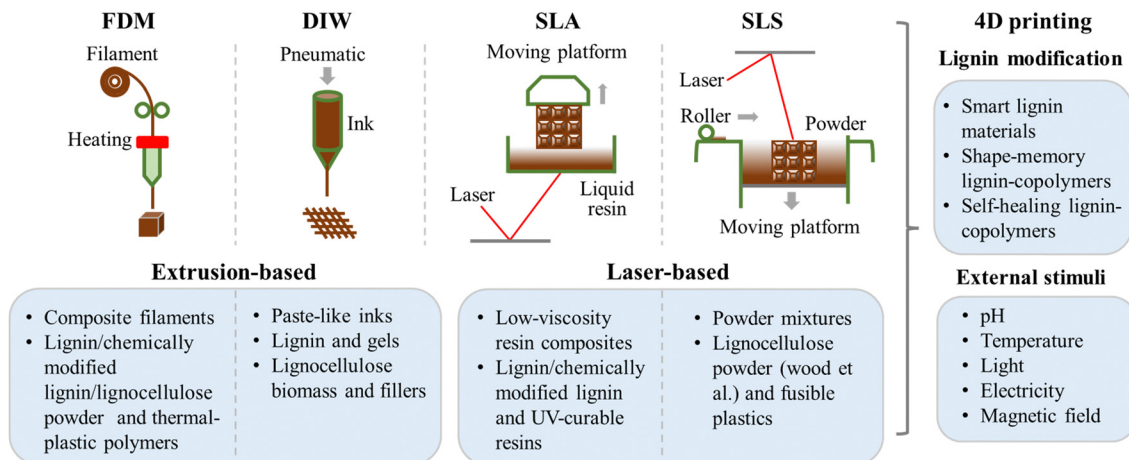 FDM
Filament
Heating
DIW
Pneumatic
Ink
Extrusion-based
• Composite filaments
• Lignin/chemically
modified
lignin/lignocellulose
powder and thermal-
plastic polymers
• Paste-like inks
• Lignin and gels
• Lignocellulose
biomass and fillers
SLA
Moving platform
Liquid
resin
Laser
SLS
Laser
Roller
Powder
Moving platform
Laser-based
• Low-viscosity
resin composites
• Lignin/chemically
modified lignin
and UV-curable
resins
• Powder mixtures
• Lignocellulose
powder (wood et
al.) and fusible
plastics
4D printing
Lignin modification
• Smart lignin
materials
• Shape-memory
lignin-copolymers
• Self-healing lignin-
copolymers
External stimuli
• pH
• Temperature
• Light
• Electricity
• Magnetic field